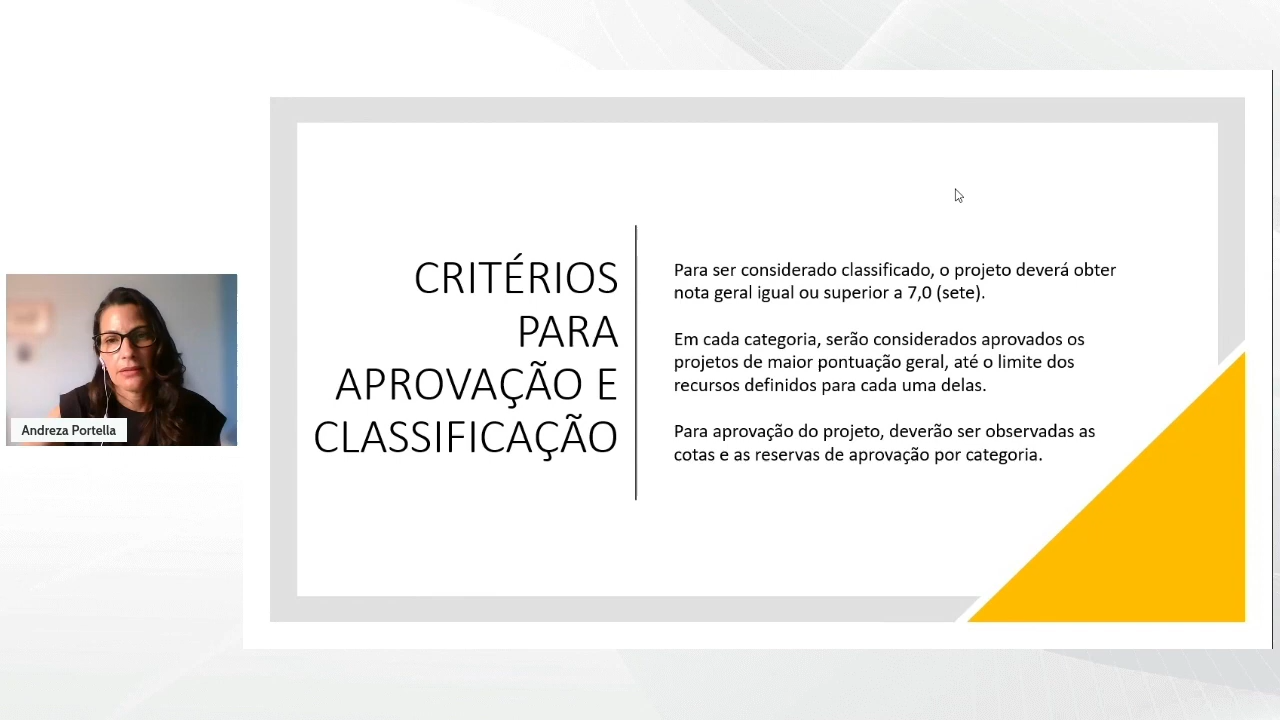 CRITÉRIOS
PARA
APROVAÇÃO E
CLASSIFICAÇÃO
Para ser considerado classificado, o projeto deverá obter
nota geral igual ou superior a 7,0 (sete).
Em cada categoria, serão considerados aprovados os
projetos de maior pontuação geral, até o limite dos
recursos definidos para cada uma delas.
Para aprovação do projeto, deverão ser observadas as
cotas e as reservas de aprovação por categoria.
Andreza Portella